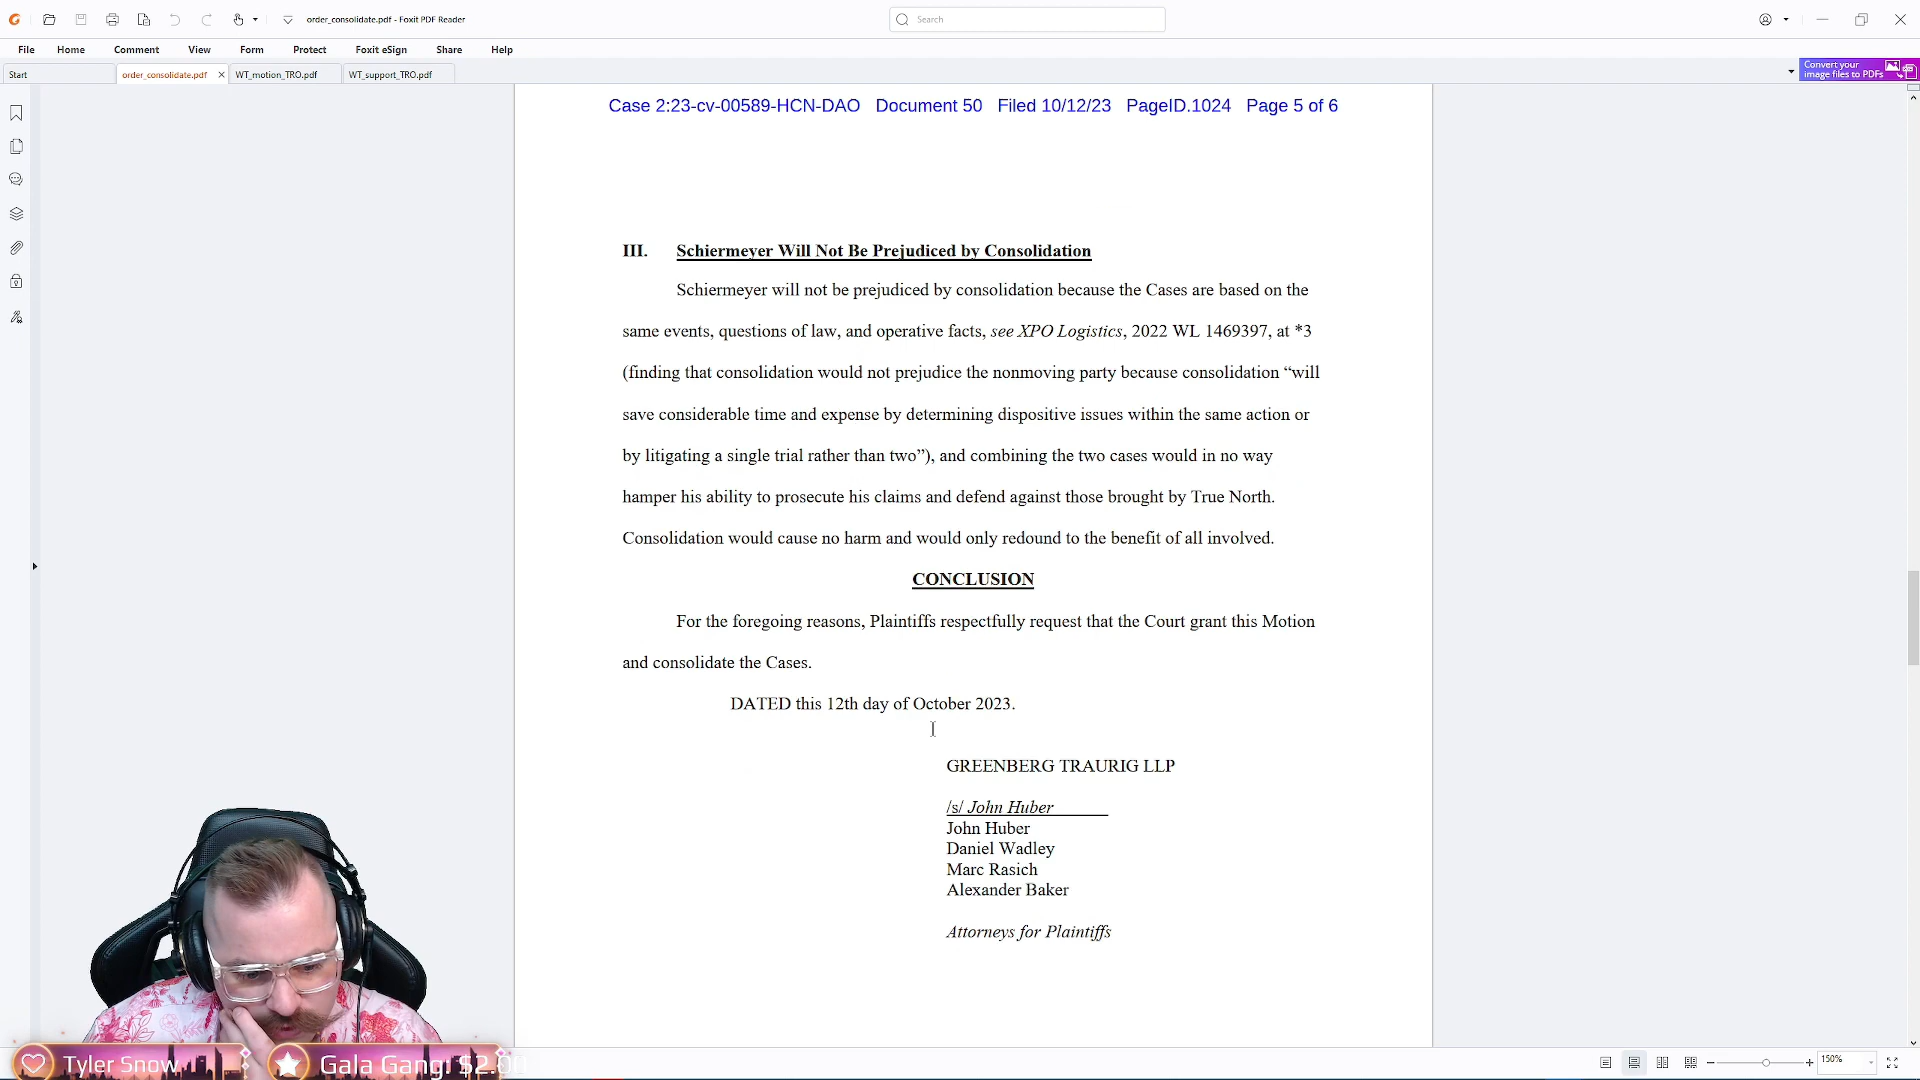 order_consolidate.pdf - Foxit PDF Reader
Search
File Home Comment View Form Protect Foxit eSign Share Help
Start order_consolidate.pdf WT_motion_TRO.pdf WT_support_TRO.pdf
Convert your
image files to PDFs
Case 2:23-cv-00589-HCN-DAO Document 50 Filed 10/12/23 PageID.1024 Page 5 of 6
III. Schiermeyer Will Not Be Prejudiced by Consolidation
Schiermeyer will not be prejudiced by consolidation because the Cases are based on the
same events, questions of law, and operative facts, see XPO Logistics, 2022 WL 1469397, at *3
(finding that consolidation would not prejudice the nonmoving party because consolidation “will
save considerable time and expense by determining dispositive issues within the same action or
by litigating a single trial rather than two”), and combining the two cases would in no way
hamper his ability to prosecute his claims and defend against those brought by True North.
Consolidation would cause no harm and would only redound to the benefit of all involved.
CONCLUSION
For the foregoing reasons, Plaintiffs respectfully request that the Court grant this Motion
and consolidate the Cases.
DATED this 12th day of October 2023.
GREENBERG TRAURIG LLP
/s/ John Huber
John Huber
Daniel Wadley
Marc Rasich
Alexander Baker
Attorneys for Plaintiffs
Tyler Snow
Gala Gang: $2.00
150%